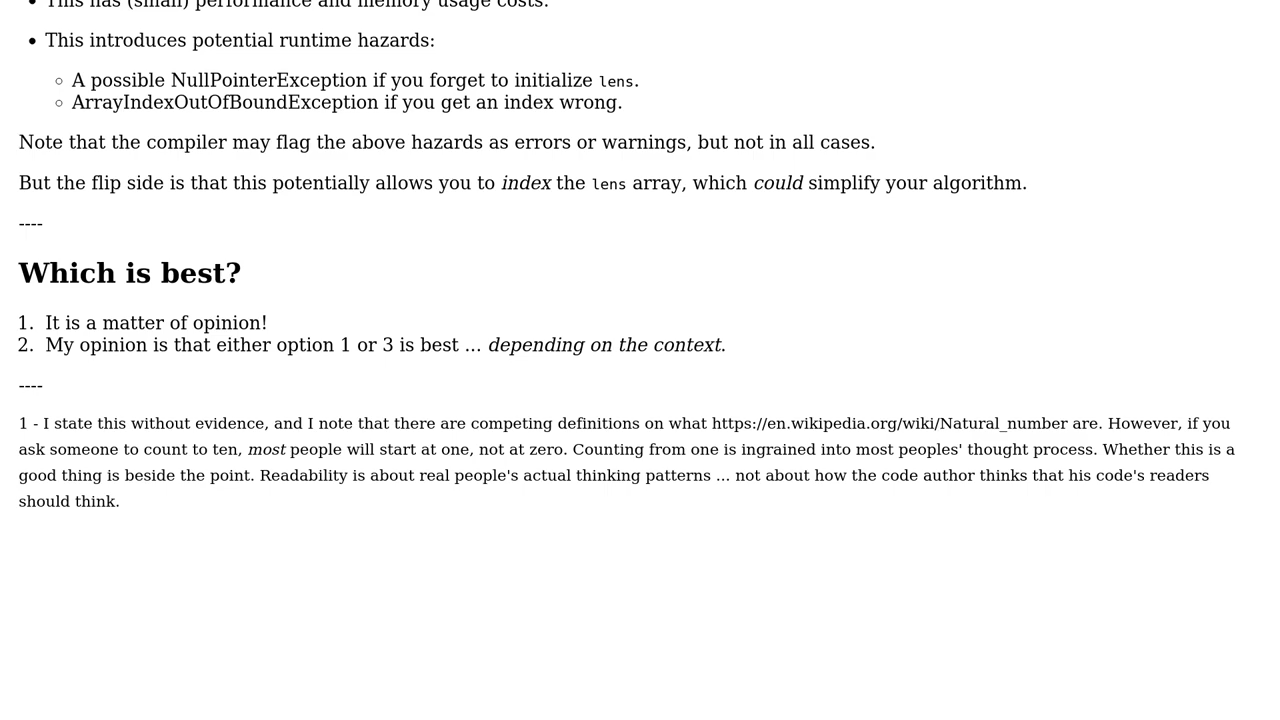 • This has (small) performance and memory usage costs.
• This introduces potential runtime hazards:
◦ A possible NullPointerException if you forget to initialize lens.
◦ ArrayIndexOutOfBoundException if you get an index wrong.
Note that the compiler may flag the above hazards as errors or warnings, but not in all cases.
But the flip side is that this potentially allows you to index the lens array, which could simplify your algorithm.
----
Which is best?
1. It is a matter of opinion!
2. My opinion is that either option 1 or 3 is best ... depending on the context.
----
1 - I state this without evidence, and I note that there are competing definitions on what https://en.wikipedia.org/wiki/Natural_number are. However, if you
ask someone to count to ten, most people will start at one, not at zero. Counting from one is ingrained into most peoples' thought process. Whether this is a
good thing is beside the point. Readability is about real people's actual thinking patterns ... not about how the code author thinks that his code's readers
should think.